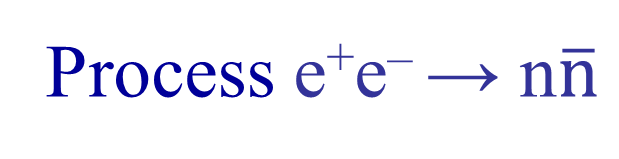 Process e⁺e⁻ → nn̅